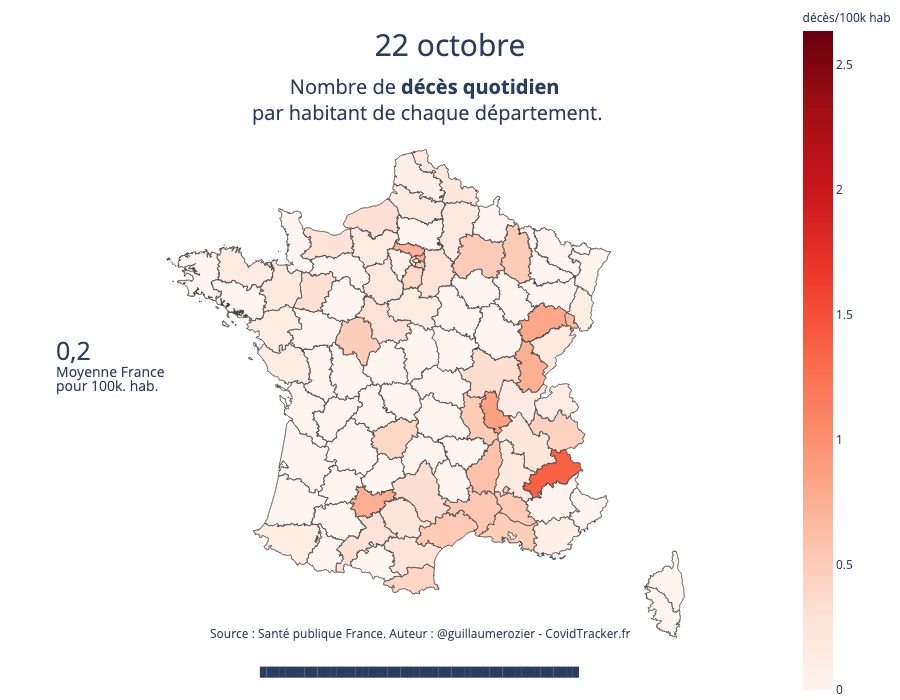 décès/100k hab
22 octobre
Nombre de décès quotidien
par habitant de chaque département.
2.5
2
1.5
1
0.5
0
0,2
Moyenne France
pour 100k. hab.
Source : Santé publique France. Auteur : @guillaumerozier - CovidTracker.fr